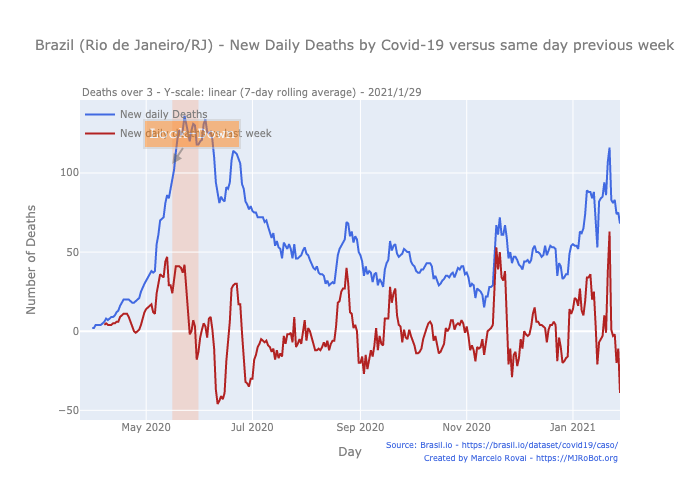 Brazil (Rio de Janeiro/RJ) - New Daily Deaths by Covid-19 versus same day previous week
Deaths over 3 - Y-scale: linear (7-day rolling average) - 2021/1/29
New daily Deaths
New daily last week
Number of Deaths
100
50
0
−50
May 2020
Jul 2020
Sep 2020
Nov 2020
Jan 2021
Day
Source: Brasil.io - https://brasil.io/dataset/covid19/caso/
Created by Marcelo Rovai - https://MJRoBot.org